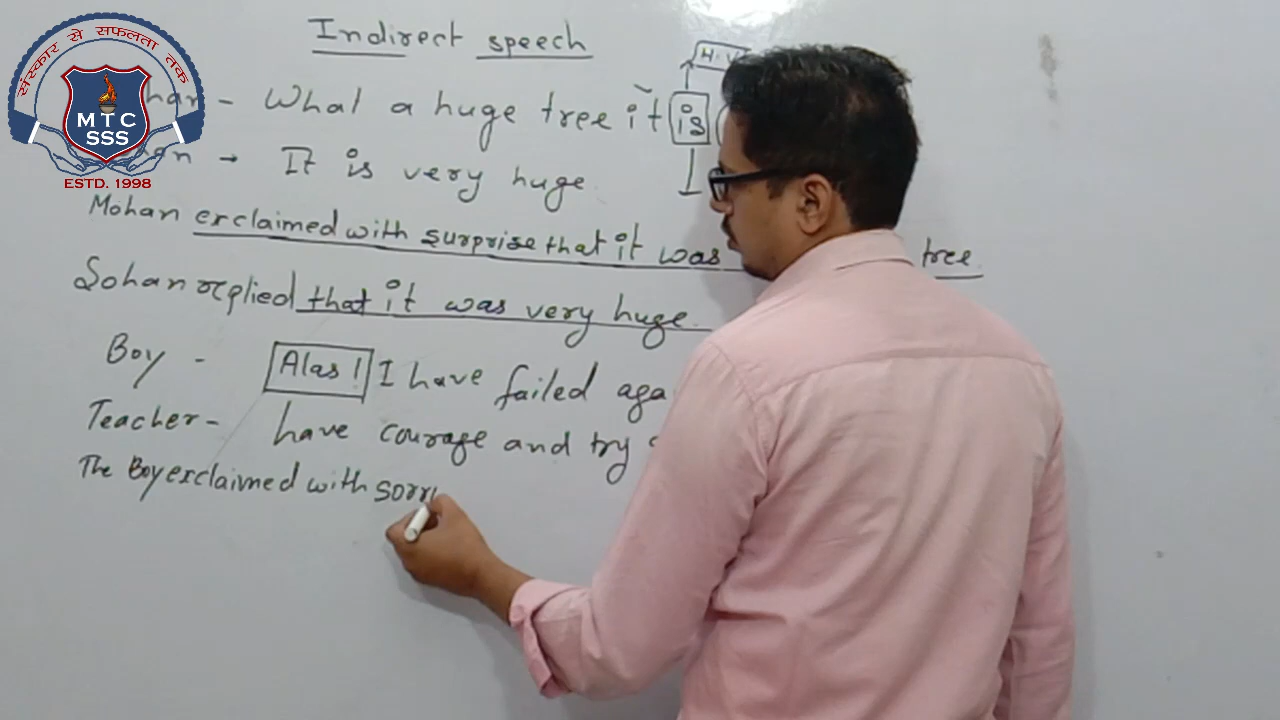 संस्कार से सफलता तक
MTC
SSS
ESTD. 1998
Indirect speech
What a huge tree it is
It is very huge
Mohan exclaimed with surprise that it was tree.
Sohan replied that it was very huge.
Boy - Alas! I have failed
Teacher - have courage and try
The Boy exclaimed with